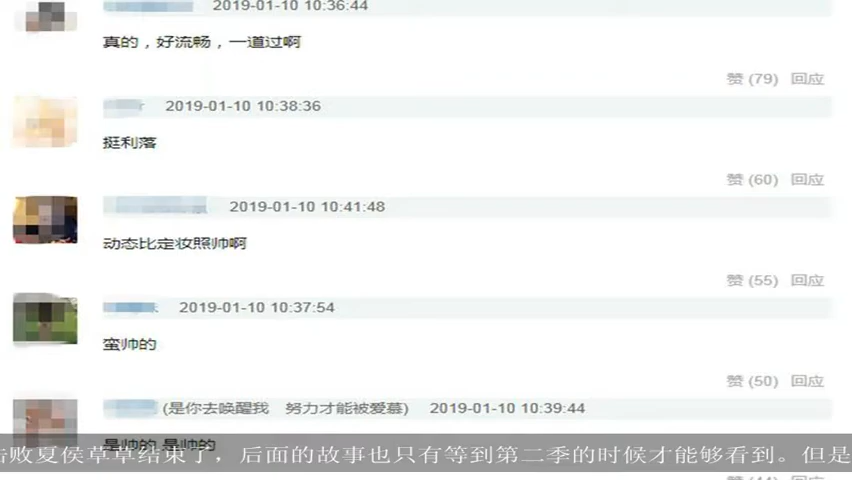 2019-01-10 10:36:44
真的，好流畅，一道过啊
赞 (79) 回应
2019-01-10 10:38:36
挺利落
赞 (60) 回应
2019-01-10 10:41:48
动态比定妆照帅啊
赞 (55) 回应
2019-01-10 10:37:54
蛮帅的
赞 (50) 回应
(是你去唤醒我 努力才能被爱慕) 2019-01-10 10:39:44
是帅的 是帅的
败夏侯草草结束了，后面的故事也只有等到第二季的时候才能够看到。但是